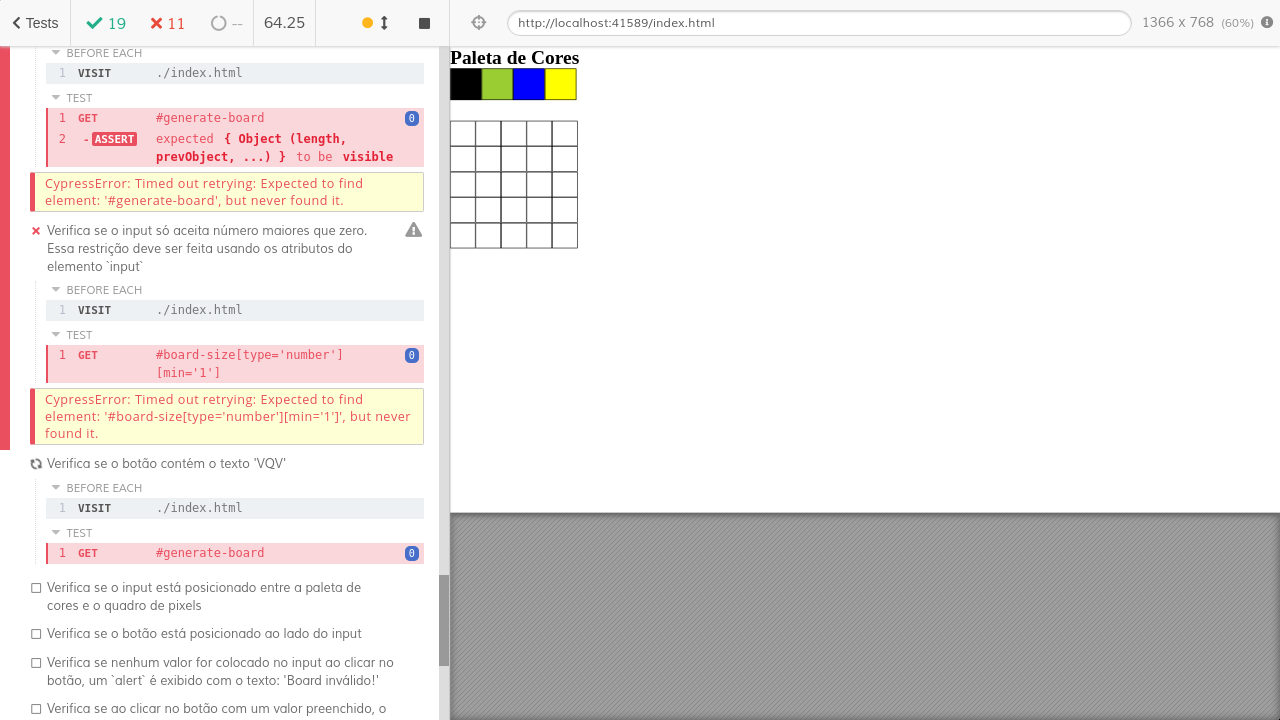 Tests 19 11 -- 64.25 http://localhost:41589/index.html 1366 x 768 (60%)
BEFORE EACH
1 VISIT ./index.html
TEST
1 GET #generate-board 0
2 -ASSERT expected { Object (length,
prevObject, ...) } to be visible
CypressError: Timed out retrying: Expected to find
element: '#generate-board', but never found it.
Verifica se o input só aceita número maiores que zero.
Essa restrição deve ser feita usando os atributos do
elemento `input`
BEFORE EACH
1 VISIT ./index.html
TEST
1 GET #board-size[type='number'] 0
[min='1']
CypressError: Timed out retrying: Expected to find
element: '#board-size[type='number'][min='1']', but never
found it.
Verifica se o botão contém o texto 'VQV'
BEFORE EACH
1 VISIT ./index.html
TEST
1 GET #generate-board 0
Verifica se o input está posicionado entre a paleta de
cores e o quadro de pixels
Verifica se o botão está posicionado ao lado do input
Verifica se nenhum valor for colocado no input ao clicar no
botão, um `alert` é exibido com o texto: 'Board inválido!'
Verifica se ao clicar no botão com um valor preenchido, o
Paleta de Cores